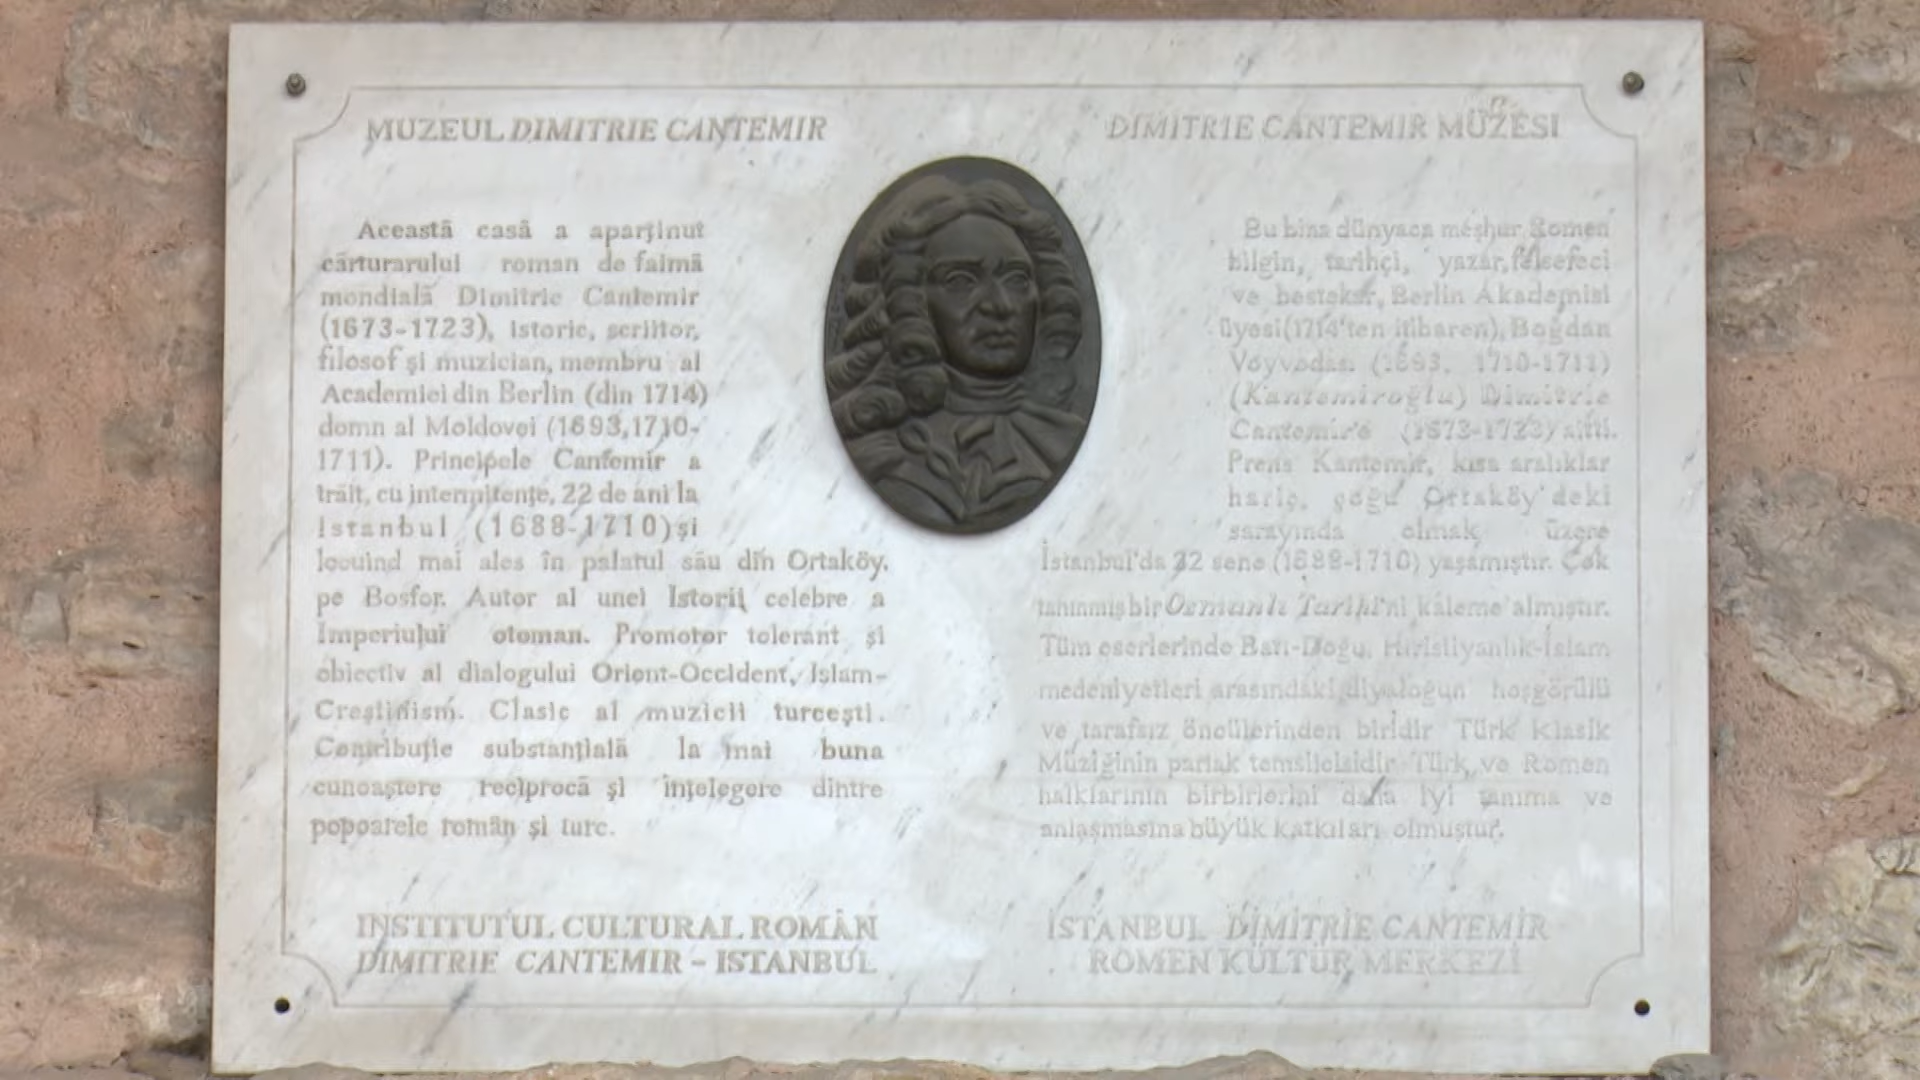 MUZEUL DIMITRIE CANTEMIR
Această casă a aparţinut
cărturarului roman de faimă
mondială Dimitrie Cantemir
(1673-1723), istoric, scriitor,
filosof şi muzician, membru al
Academiei din Berlin (din 1714)
domn al Moldovei (1693,1710-
1711). Principele Cantemir a
trăit, cu intermitenţe, 22 de ani la
Istanbul (1688-1710) şi
locuind mai ales în palatul său din Ortaköy,
pe Bosfor. Autor al unei Istorii celebre a
Imperiului otoman. Promotor tolerant şi
obiectiv al dialogului Orient-Occident, Islam-
Creştinism. Clasic al muzicii turceşti.
Contribuţie substanţială la mai buna
cunoaştere reciprocă şi înţelegere dintre
popoarele român şi turc.
INSTITUTUL CULTURAL ROMÂN
DIMITRIE CANTEMIR - ISTANBUL
DIMITRIE CANTEMIR MÜZESİ
Bu bina dünyaca meşhur Romen
bilgin, tarihçi, yazar, felsefeci
ve bestekar, Berlin Akademisi
üyesi (1714'ten itibaren), Boğdan
Voyvodası (1693, 1710-1711)
(Kantemiroğlu) Dimitrie
Cantemir'e (1673-1723) aitti.
Prens Kantemir, kısa aralıklar
hariç, çoğu Ortaköy'deki
sarayında olmak üzere
İstanbul'da 22 sene (1688-1710) yaşamıştır. Çok
tanınmış bir Osmanlı Tarihi'ni kaleme almıştır.
Tüm eserlerinde Batı-Doğu, Hıristiyanlık-İslam
medeniyetleri arasındaki diyaloğun hoşgörülü
ve tarafsız öncülerinden biridir. Türk Klasik
Müziğinin parlak temsilcisidir. Türk ve Romen
halklarının birbirlerini daha iyi tanıma ve
anlaşmasına büyük katkıları olmuştur.
İSTANBUL DİMİTRİE CANTEMİR
ROMEN KÜLTÜR MERKEZİ